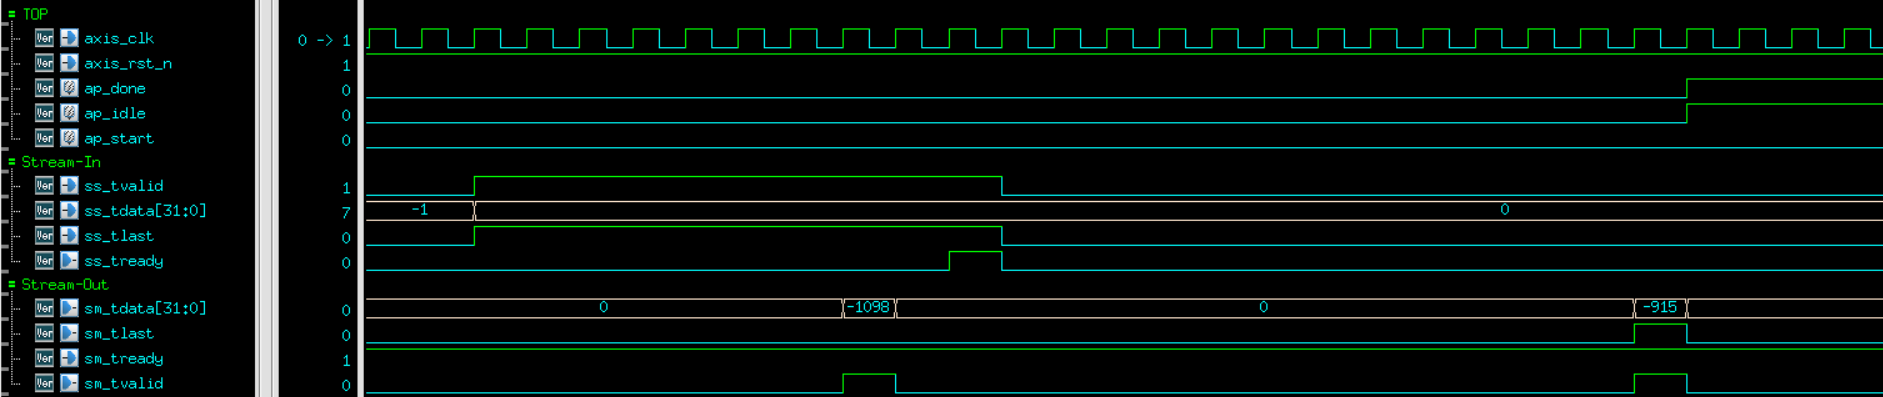 TOP
Ver axis_clk 0 -> 1
Ver axis_rst_n 1
Ver ap_done 0
Ver ap_idle 0
Ver ap_start 0
Stream-In
Ver ss_tvalid 1
Ver ss_tdata[31:0] 7 -1 0
Ver ss_tlast 0
Ver ss_tready 0
Stream-Out
Ver sm_tdata[31:0] 0 0 -1098 0 -915
Ver sm_tlast 0
Ver sm_tready 1
Ver sm_tvalid 0